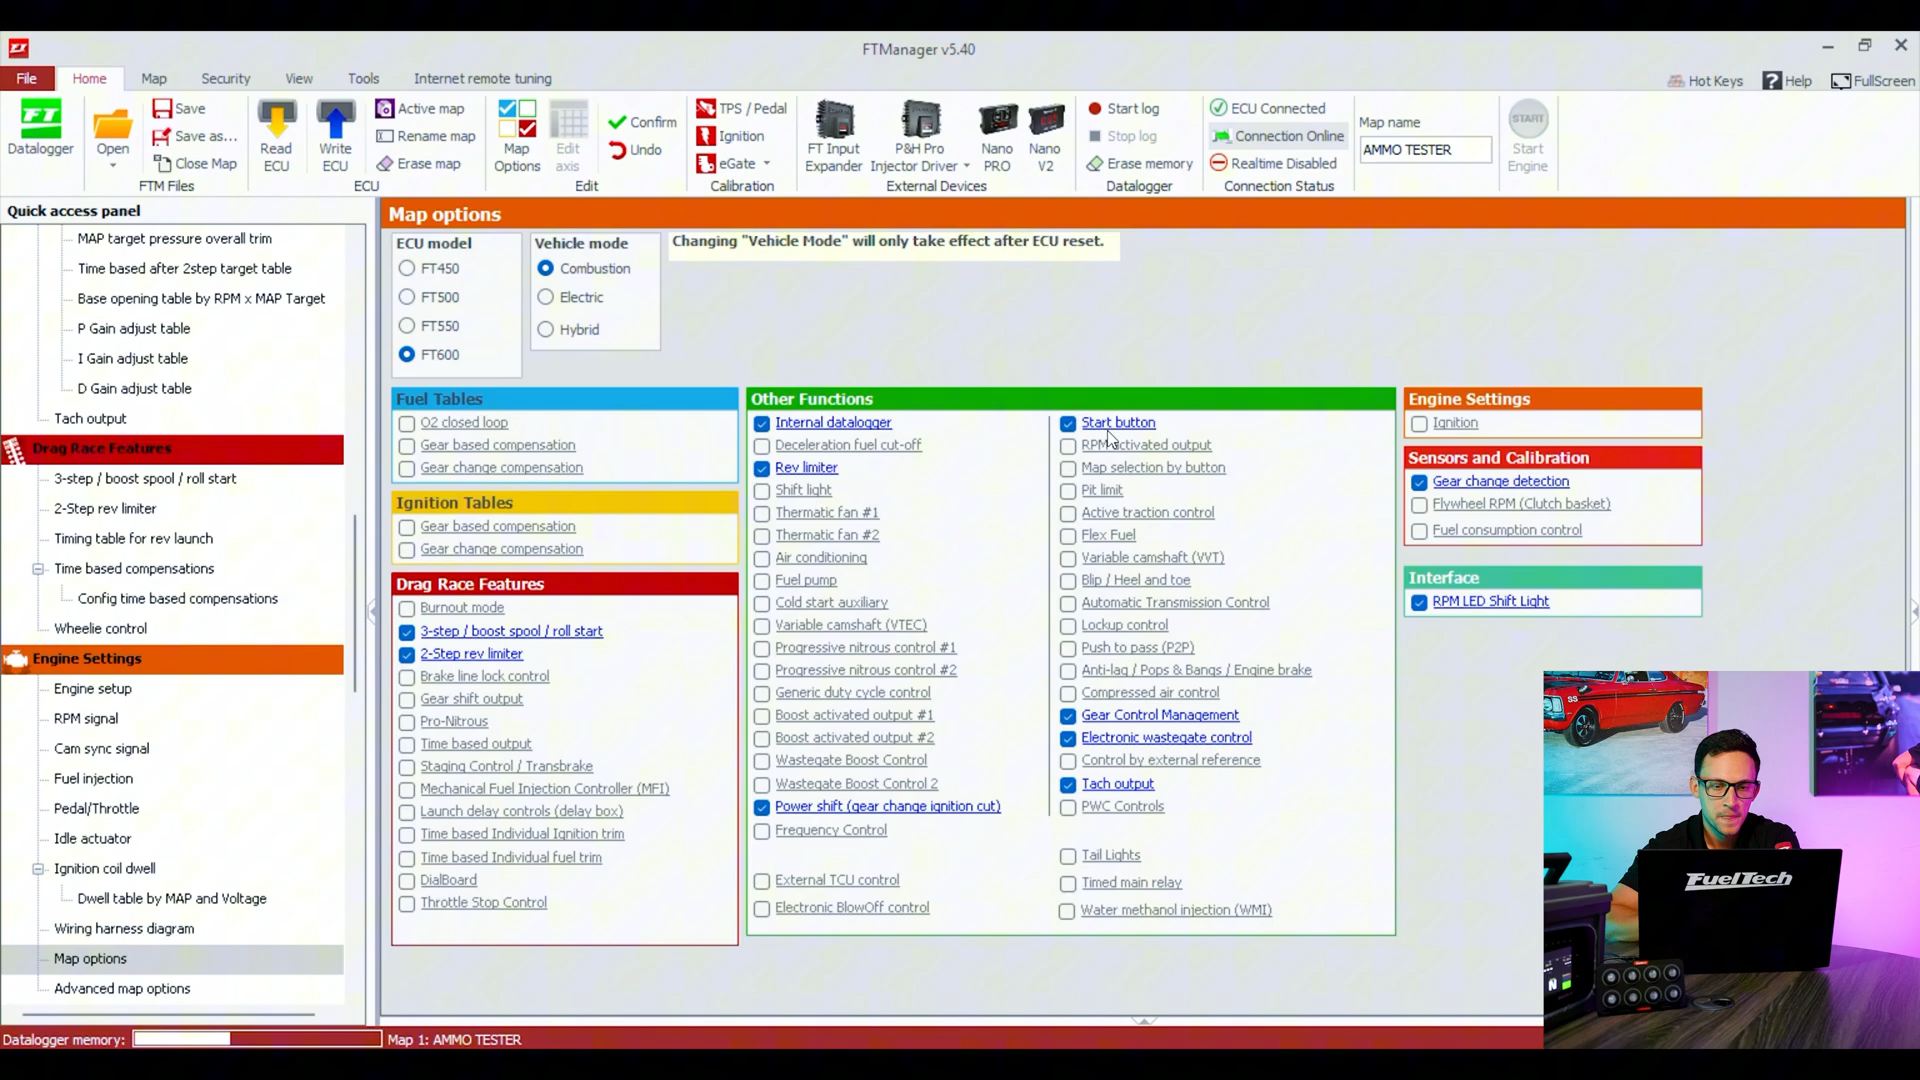 FTManager v5.40
File Home Map Security View Tools Internet remote tuning Hot Keys ? Help FullScreen
FT Datalogger
Open
Save
Save as...
Close Map
FTM Files
Read ECU
Write ECU
Active map
Rename map
Erase map
ECU
Map Options
Edit axis
Confirm
Undo
Edit
TPS / Pedal
Ignition
eGate
Calibration
FT Input Expander
P&H Pro Injector Driver
Nano PRO
Nano V2
External Devices
Start log
Stop log
Erase memory
Datalogger
ECU Connected
Connection Online
Realtime Disabled
Connection Status
Map name
AMMO TESTER
START
Start Engine
Quick access panel
MAP target pressure overall trim
Time based after 2step target table
Base opening table by RPM x MAP Target
P Gain adjust table
I Gain adjust table
D Gain adjust table
Tach output
Drag Race Features
3-step / boost spool / roll start
2-Step rev limiter
Timing table for rev launch
Time based compensations
Config time based compensations
Wheelie control
Engine Settings
Engine setup
RPM signal
Cam sync signal
Fuel injection
Pedal/Throttle
Idle actuator
Ignition coil dwell
Dwell table by MAP and Voltage
Wiring harness diagram
Map options
Advanced map options
Map options
ECU model
FT450
FT500
FT550
FT600
Vehicle mode
Combustion
Electric
Hybrid
Changing "Vehicle Mode" will only take effect after ECU reset.
Fuel Tables
O2 closed loop
Gear based compensation
Gear change compensation
Ignition Tables
Gear based compensation
Gear change compensation
Drag Race Features
Burnout mode
3-step / boost spool / roll start
2-Step rev limiter
Brake line lock control
Gear shift output
Pro-Nitrous
Time based output
Staging Control / Transbrake
Mechanical Fuel Injection Controller (MFI)
Launch delay controls (delay box)
Time based Individual Ignition trim
Time based Individual fuel trim
DialBoard
Throttle Stop Control
Other Functions
Internal datalogger
Deceleration fuel cut-off
Rev limiter
Shift light
Thermatic fan #1
Thermatic fan #2
Air conditioning
Fuel pump
Cold start auxiliary
Variable camshaft (VTEC)
Progressive nitrous control #1
Progressive nitrous control #2
Generic duty cycle control
Boost activated output #1
Boost activated output #2
Wastegate Boost Control
Wastegate Boost Control 2
Power shift (gear change ignition cut)
Frequency Control
External TCU control
Electronic BlowOff control
Start button
RPM activated output
Map selection by button
Pit limit
Active traction control
Flex Fuel
Variable camshaft (VVT)
Blip / Heel and toe
Automatic Transmission Control
Lockup control
Push to pass (P2P)
Anti-lag / Pops & Bangs / Engine brake
Compressed air control
Gear Control Management
Electronic wastegate control
Control by external reference
Tach output
PWC Controls
Tail Lights
Timed main relay
Water methanol injection (WMI)
Engine Settings
Ignition
Sensors and Calibration
Gear change detection
Flywheel RPM (Clutch basket)
Fuel consumption control
Interface
RPM LED Shift Light
SS
FuelTech
N
Datalogger memory: Map 1: AMMO TESTER